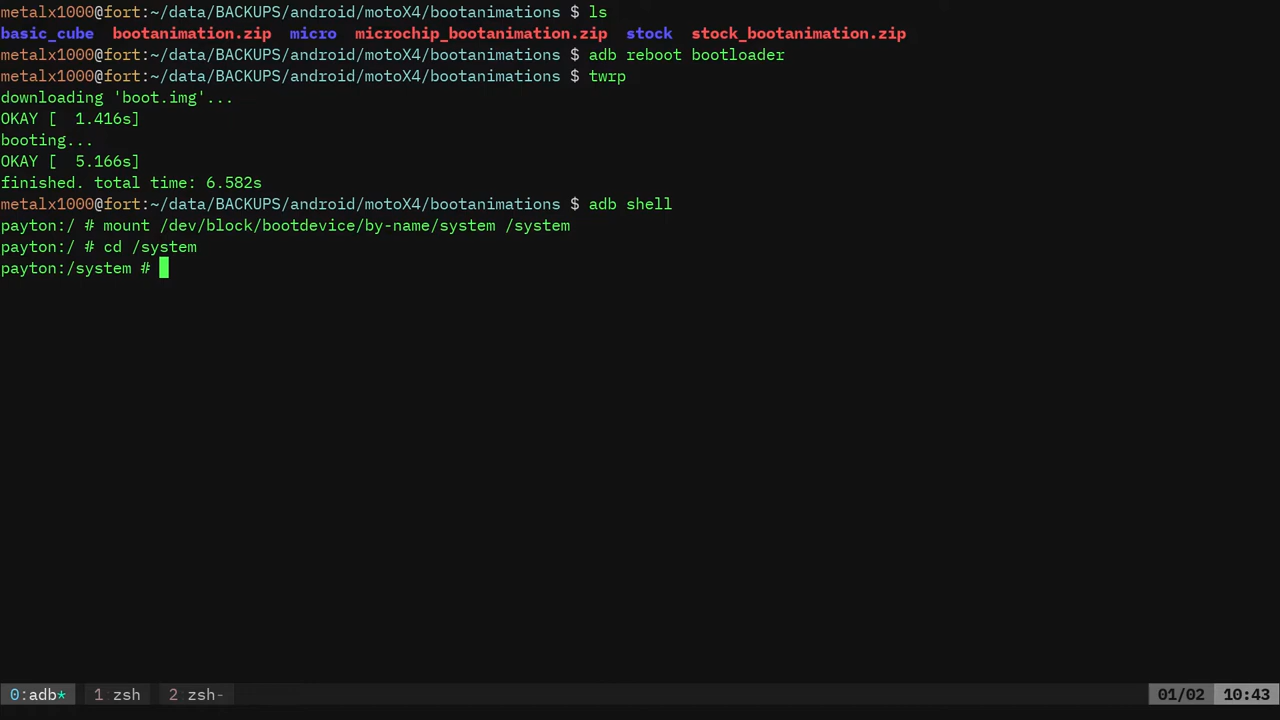 metalx1000@fort:~/data/BACKUPS/android/motoX4/bootanimations $ ls
basic_cube  bootanimation.zip  micro  microchip_bootanimation.zip  stock  stock_bootanimation.zip
metalx1000@fort:~/data/BACKUPS/android/motoX4/bootanimations $ adb reboot bootloader
metalx1000@fort:~/data/BACKUPS/android/motoX4/bootanimations $ twrp
downloading 'boot.img'...
OKAY [  1.416s]
booting...
OKAY [  5.166s]
finished. total time: 6.582s
metalx1000@fort:~/data/BACKUPS/android/motoX4/bootanimations $ adb shell
payton:/ # mount /dev/block/bootdevice/by-name/system /system
payton:/ # cd /system
payton:/system #
0:adb*  1 zsh  2 zsh-  01/02  10:43